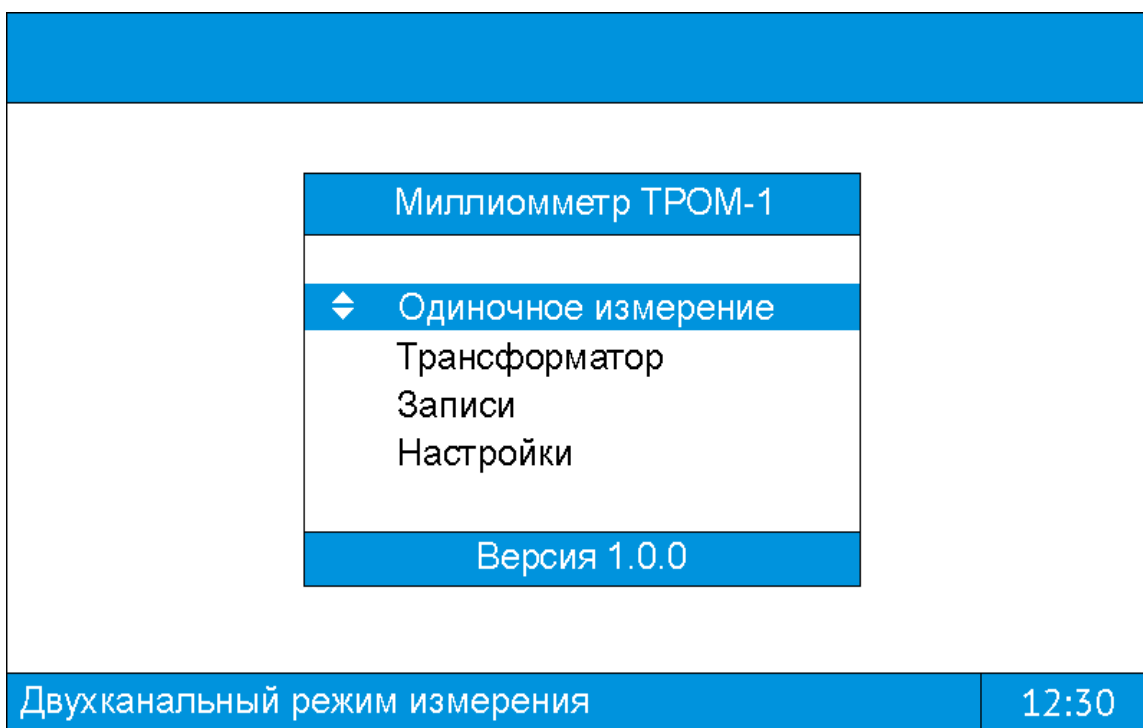 Миллиомметр ТРОМ-1
Одиночное измерение
Трансформатор
Записи
Настройки
Версия 1.0.0
Двухканальный режим измерения
12:30